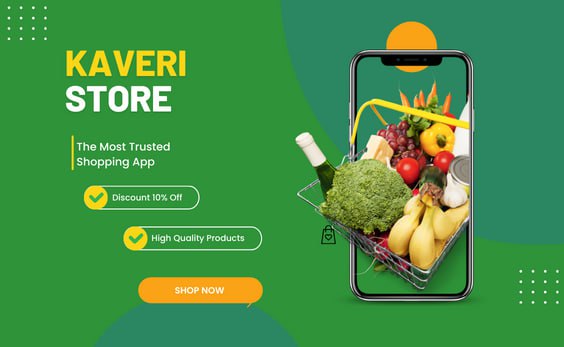 KAVERI
STORE
The Most Trusted
Shopping App
Discount 10% Off
High Quality Products
SHOP NOW